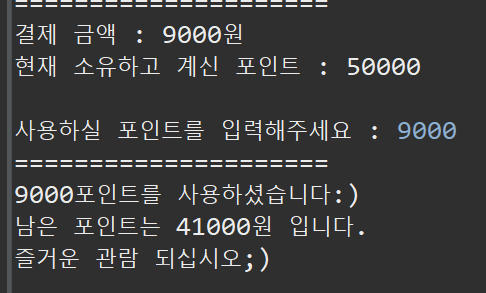 ======================
결제 금액 : 9000원
현재 소유하고 계신 포인트 : 50000
사용하실 포인트를 입력해주세요 : 9000
======================
9000포인트를 사용하셨습니다:)
남은 포인트는 41000원 입니다.
즐거운 관람 되십시오;)